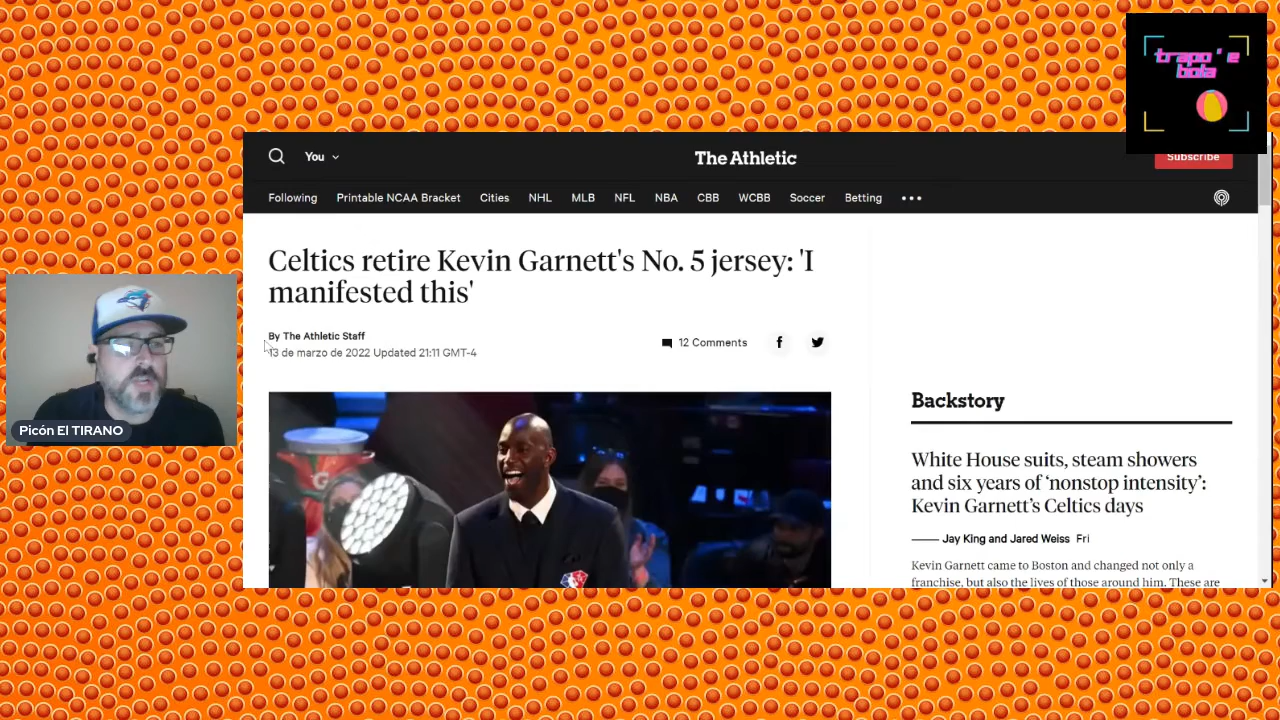 trapo'e
bola
You
The Athletic
Subscribe
Following
Printable NCAA Bracket
Cities
NHL
MLB
NFL
NBA
CBB
WCBB
Soccer
Betting
Celtics retire Kevin Garnett's No. 5 jersey: 'I
manifested this'
By The Athletic Staff
13 de marzo de 2022 Updated 21:11 GMT-4
12 Comments
Picón El TIRANO
Backstory
White House suits, steam showers
and six years of ‘nonstop intensity’:
Kevin Garnett’s Celtics days
Jay King and Jared Weiss Fri
Kevin Garnett came to Boston and changed not only a
franchise, but also the lives of those around him. These are